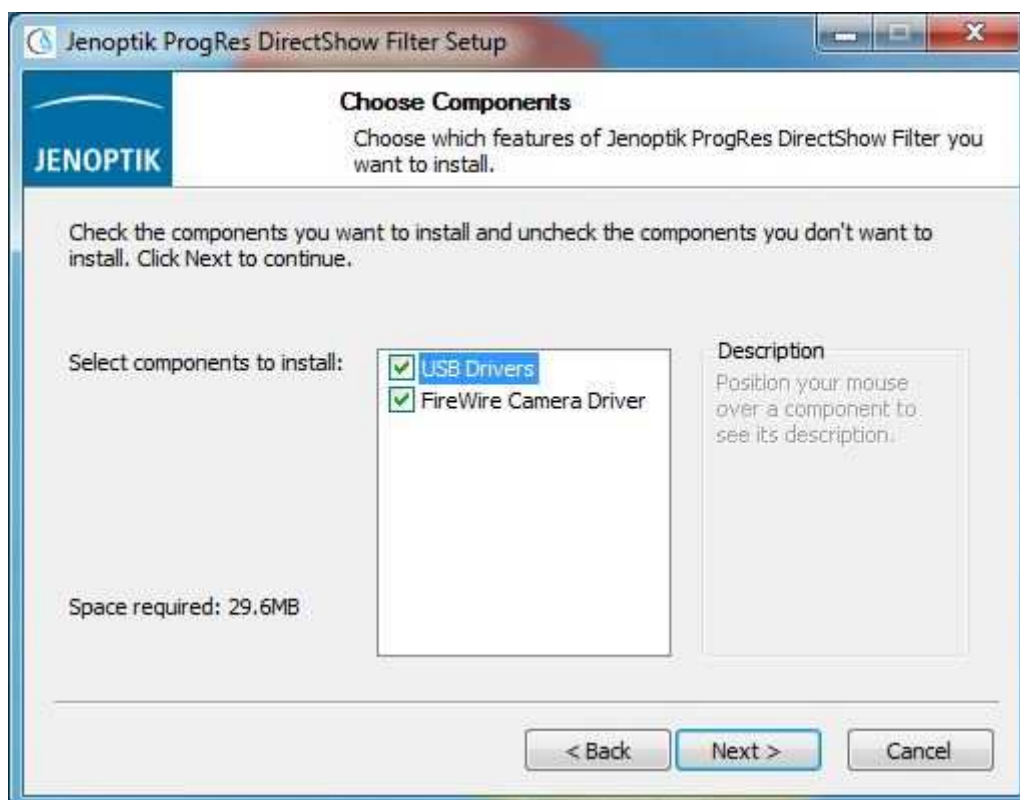 Jenoptik ProgRes DirectShow Filter Setup
JENOPTIK
Choose Components
Choose which features of Jenoptik ProgRes DirectShow Filter you
want to install.
Check the components you want to install and uncheck the components you don't want to
install. Click Next to continue.
Select components to install:
USB Drivers
FireWire Camera Driver
Description
Position your mouse
over a component to
see its description.
Space required: 29.6MB
< Back
Next >
Cancel